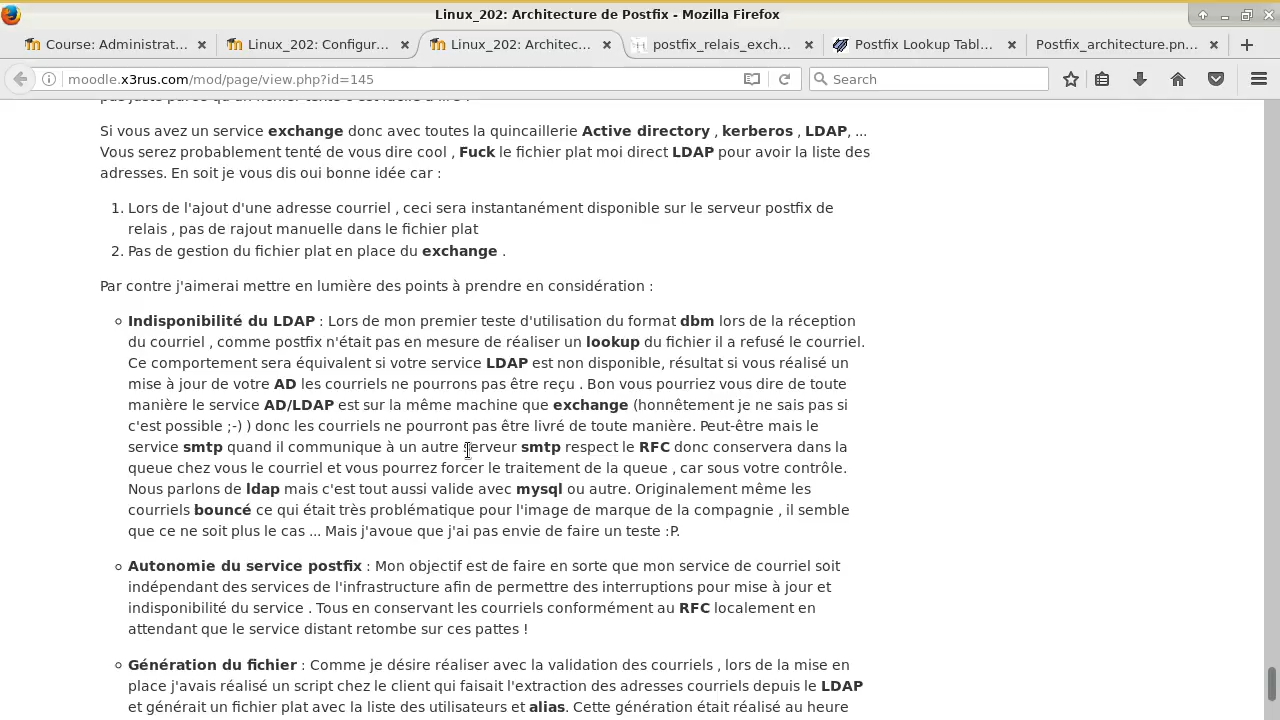 Linux_202: Architecture de Postfix - Mozilla Firefox
Course: Administrat... Linux_202: Configur... Linux_202: Architec... postfix_relais_exch... Postfix Lookup Tabl... Postfix_architecture.pn...
moodle.x3rus.com/mod/page/view.php?id=145 Search
Si vous avez un service exchange donc avec toutes la quincaillerie Active directory , kerberos , LDAP, ...
Vous serez probablement tenté de vous dire cool , Fuck le fichier plat moi direct LDAP pour avoir la liste des
adresses. En soit je vous dis oui bonne idée car :
1. Lors de l'ajout d'une adresse courriel , ceci sera instantanément disponible sur le serveur postfix de
relais , pas de rajout manuelle dans le fichier plat
2. Pas de gestion du fichier plat en place du exchange .
Par contre j'aimerai mettre en lumière des points à prendre en considération :
Indisponibilité du LDAP : Lors de mon premier teste d'utilisation du format dbm lors de la réception
du courriel , comme postfix n'était pas en mesure de réaliser un lookup du fichier il a refusé le courriel.
Ce comportement sera équivalent si votre service LDAP est non disponible, résultat si vous réalisé un
mise à jour de votre AD les courriels ne pourrons pas être reçu . Bon vous pourriez vous dire de toute
manière le service AD/LDAP est sur la même machine que exchange (honnêtement je ne sais pas si
c'est possible ;-) ) donc les courriels ne pourront pas être livré de toute manière. Peut-être mais le
service smtp quand il communique à un autre serveur smtp respect le RFC donc conservera dans la
queue chez vous le courriel et vous pourrez forcer le traitement de la queue , car sous votre contrôle.
Nous parlons de ldap mais c'est tout aussi valide avec mysql ou autre. Originalement même les
courriels bouncé ce qui était très problématique pour l'image de marque de la compagnie , il semble
que ce ne soit plus le cas ... Mais j'avoue que j'ai pas envie de faire un teste :P.
Autonomie du service postfix : Mon objectif est de faire en sorte que mon service de courriel soit
indépendant des services de l'infrastructure afin de permettre des interruptions pour mise à jour et
indisponibilité du service . Tous en conservant les courriels conformément au RFC localement en
attendant que le service distant retombe sur ces pattes !
Génération du fichier : Comme je désire réaliser avec la validation des courriels , lors de la mise en
place j'avais réalisé un script chez le client qui faisait l'extraction des adresses courriels depuis le LDAP
et générait un fichier plat avec la liste des utilisateurs et alias. Cette génération était réalisé au heure